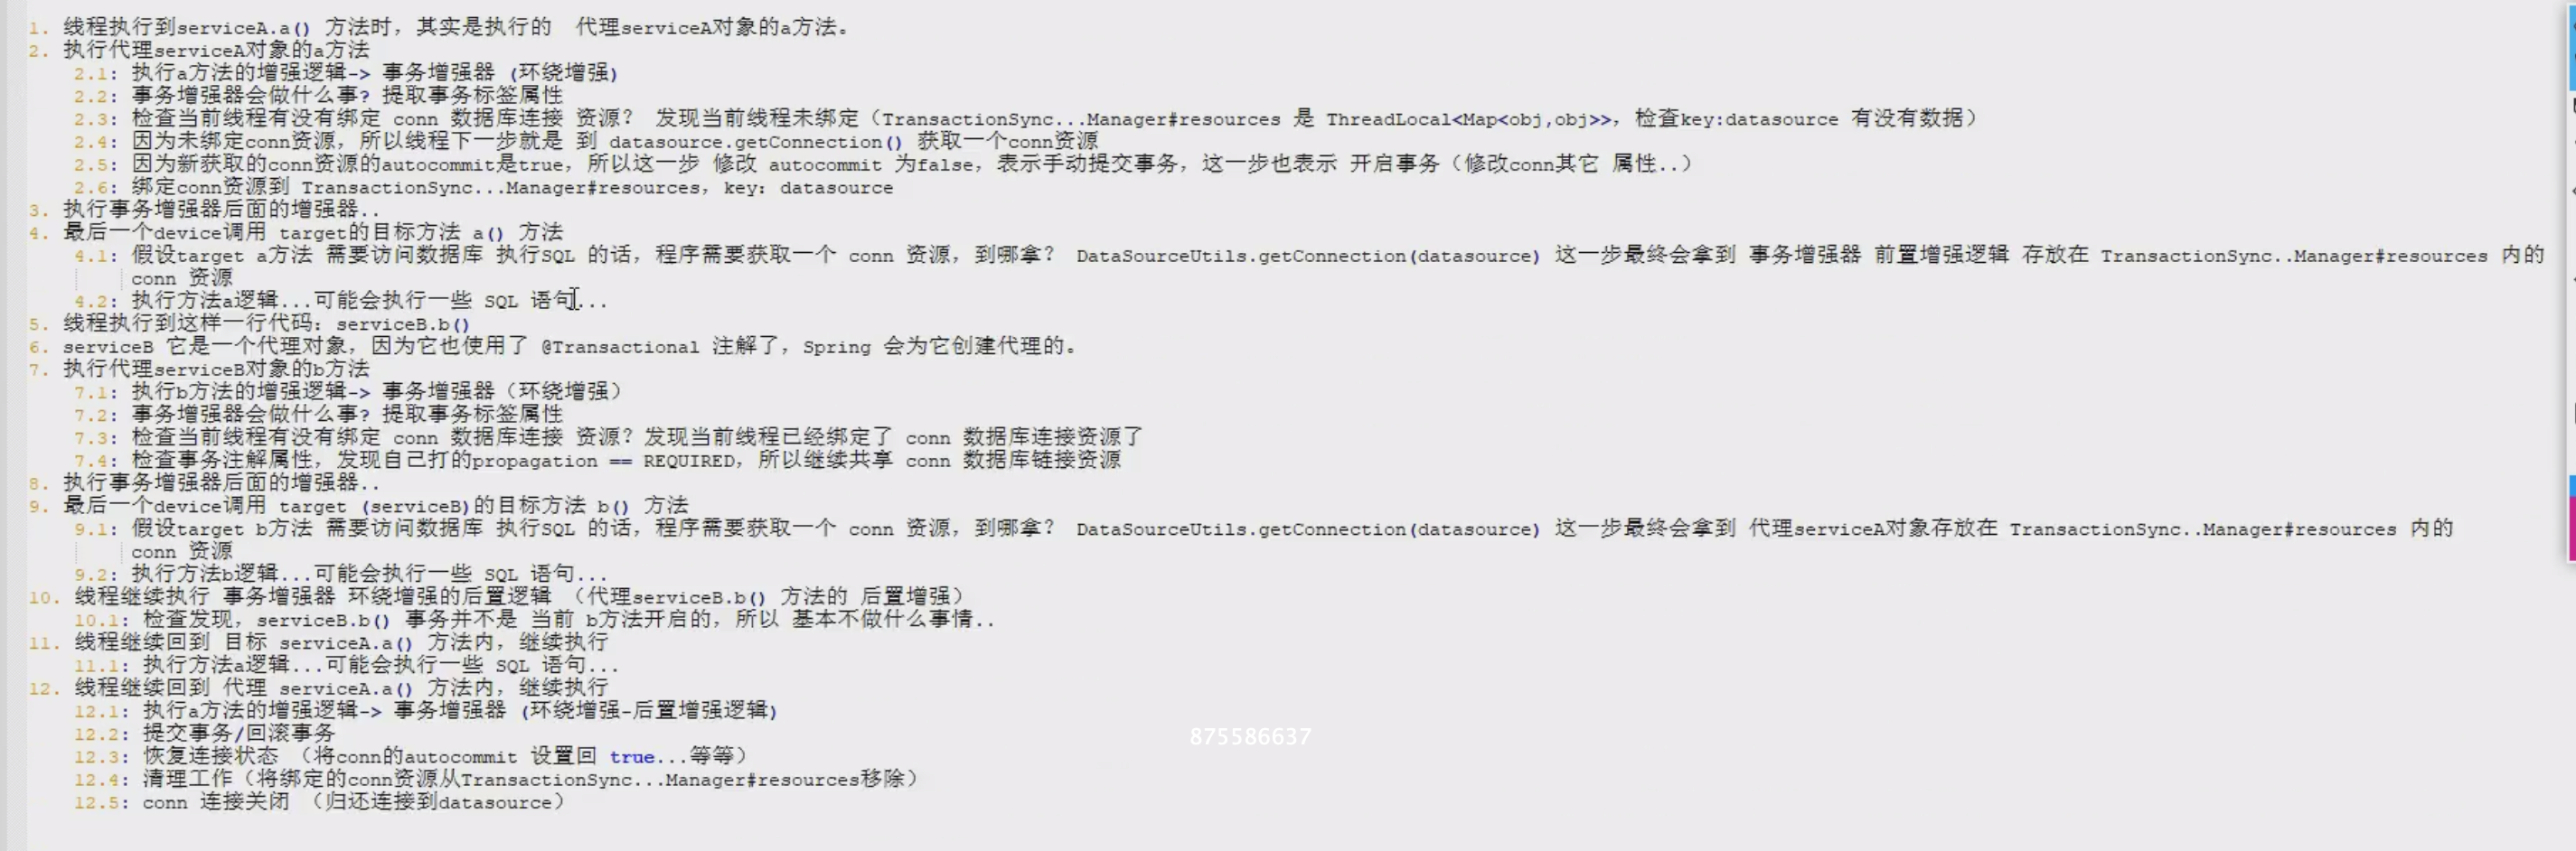 1. 线程执行到serviceA.a() 方法时，其实是执行的 代理serviceA对象的a方法。
2. 执行代理serviceA对象的a方法
2.1: 执行a方法的增强逻辑-> 事务增强器 (环绕增强)
2.2: 事务增强器会做什么事? 提取事务标签属性
2.3: 检查当前线程有没有绑定 conn 数据库连接 资源? 发现当前线程未绑定（TransactionSync...Manager#resources 是 ThreadLocal<Map<obj,obj>>，检查key:datasource 有没有数据）
2.4: 因为未绑定conn资源，所以线程下一步就是 到 datasource.getConnection() 获取一个conn资源
2.5: 因为新获取的conn资源的autocommit是true，所以这一步 修改 autocommit 为false，表示手动提交事务，这一步也表示 开启事务（修改conn其它 属性..）
2.6: 绑定conn资源到 TransactionSync...Manager#resources，key: datasource
3. 执行事务增强器后面的增强器..
4. 最后一个device调用 target的目标方法 a() 方法
4.1: 假设target a方法 需要访问数据库 执行SQL 的话，程序需要获取一个 conn 资源，到哪拿? DataSourceUtils.getConnection(datasource) 这一步最终会拿到 事务增强器 前置增强逻辑 存放在 TransactionSync..Manager#resources 内的
conn 资源
4.2: 执行方法a逻辑...可能会执行一些 SQL 语句...
5. 线程执行到这样一行代码: serviceB.b()
6. serviceB 它是一个代理对象，因为它也使用了 @Transactional 注解了，Spring 会为它创建代理的。
7. 执行代理serviceB对象的b方法
7.1: 执行b方法的增强逻辑-> 事务增强器（环绕增强）
7.2: 事务增强器会做什么事? 提取事务标签属性
7.3: 检查当前线程有没有绑定 conn 数据库连接 资源? 发现当前线程已经绑定了 conn 数据库连接资源了
7.4: 检查事务注解属性，发现自己打的propagation == REQUIRED，所以继续共享 conn 数据库链接资源
8. 执行事务增强器后面的增强器..
9. 最后一个device调用 target (serviceB)的目标方法 b() 方法
9.1: 假设target b方法 需要访问数据库 执行SQL 的话，程序需要获取一个 conn 资源，到哪拿? DataSourceUtils.getConnection(datasource) 这一步最终会拿到 代理serviceA对象存放在 TransactionSync..Manager#resources 内的
conn 资源
9.2: 执行方法b逻辑...可能会执行一些 SQL 语句...
10. 线程继续执行 事务增强器 环绕增强的后置逻辑 （代理serviceB.b() 方法的 后置增强）
10.1: 检查发现，serviceB.b() 事务并不是 当前 b方法开启的，所以 基本不做什么事情..
11. 线程继续回到 目标 serviceA.a() 方法内，继续执行
11.1: 执行方法a逻辑...可能会执行一些 SQL 语句...
12. 线程继续回到 代理 serviceA.a() 方法内，继续执行
12.1: 执行a方法的增强逻辑-> 事务增强器 (环绕增强-后置增强逻辑)
12.2: 提交事务/回滚事务
12.3: 恢复连接状态 （将conn的autocommit 设置回 true...等等）
12.4: 清理工作（将绑定的conn资源从TransactionSync...Manager#resources移除）
12.5: conn 连接关闭 （归还连接到datasource）
875586637